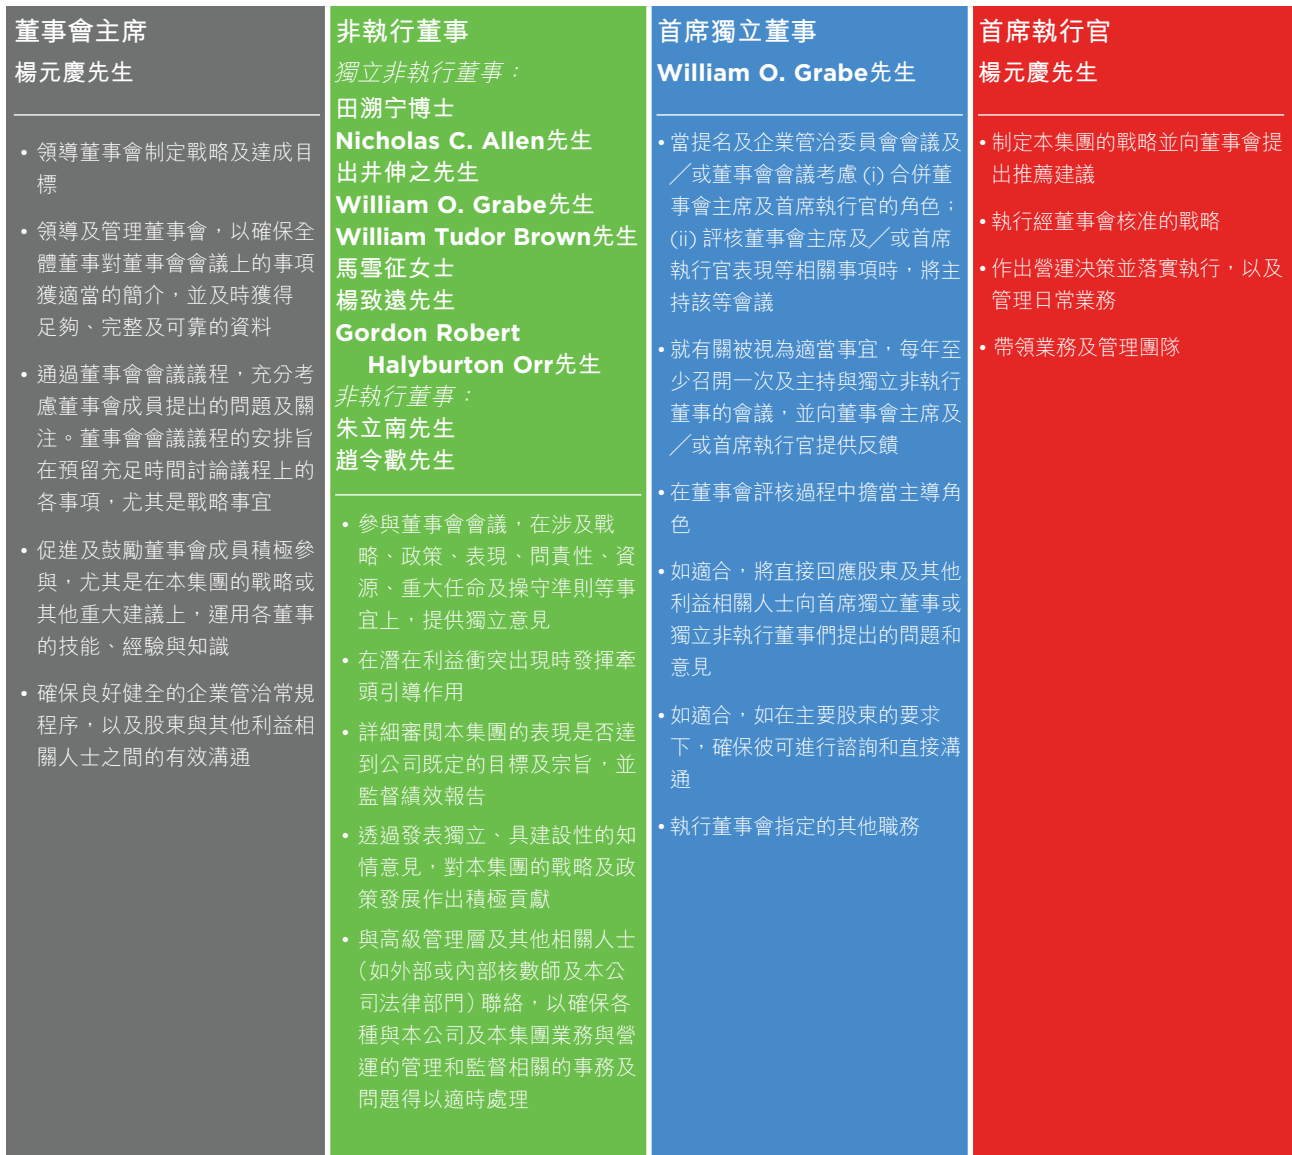 董事會主席
楊元慶先生
• 領導董事會制定戰略及達成目
標
• 領導及管理董事會，以確保全
體董事對董事會會議上的事項
獲適當的簡介，並及時獲得
足夠、完整及可靠的資料
• 通過董事會會議議程，充分考
慮董事會成員提出的問題及關
注。董事會會議議程的安排旨
在預留充足時間討論議程上的
各事項，尤其是戰略事宜
• 促進及鼓勵董事會成員積極參
與，尤其是在本集團的戰略或
其他重大建議上，運用各董事
的技能、經驗與知識
• 確保良好健全的企業管治常規
程序，以及股東與其他利益相
關人士之間的有效溝通
非執行董事
獨立非執行董事：
田溯宁博士
Nicholas C. Allen先生
出井伸之先生
William O. Grabe先生
William Tudor Brown先生
馬雪征女士
楊致遠先生
Gordon Robert
Halyburton Orr先生
非執行董事：
朱立南先生
趙令歡先生
• 參與董事會會議，在涉及戰
略、政策、表現、問責性、資
源、重大任命及操守準則等事
宜上，提供獨立意見
• 在潛在利益衝突出現時發揮牽
頭引導作用
• 詳細審閱本集團的表現是否達
到公司既定的目標及宗旨，並
監督績效報告
• 透過發表獨立、具建設性的知
情意見，對本集團的戰略及政
策發展作出積極貢獻
• 與高級管理層及其他相關人士
（如外部或內部核數師及本公
司法律部門）聯絡，以確保各
種與本公司及本集團業務與營
運的管理和監督相關的事務及
問題得以適時處理
首席獨立董事
William O. Grabe先生
• 當提名及企業管治委員會會議及
╱或董事會會議考慮 (i) 合併董
事會主席及首席執行官的角色；
(ii) 評核董事會主席及╱或首席
執行官表現等相關事項時，將主
持該等會議
• 就有關被視為適當事宜，每年至
少召開一次及主持與獨立非執行
董事的會議，並向董事會主席及
╱或首席執行官提供反饋
• 在董事會評核過程中擔當主導角
色
• 如適合，將直接回應股東及其他
利益相關人士向首席獨立董事或
獨立非執行董事們提出的問題和
意見
• 如適合，如在主要股東的要求
下，確保彼可進行諮詢和直接溝
通
• 執行董事會指定的其他職務
首席執行官
楊元慶先生
• 制定本集團的戰略並向董事會提
出推薦建議
• 執行經董事會核准的戰略
• 作出營運決策並落實執行，以及
管理日常業務
• 帶領業務及管理團隊